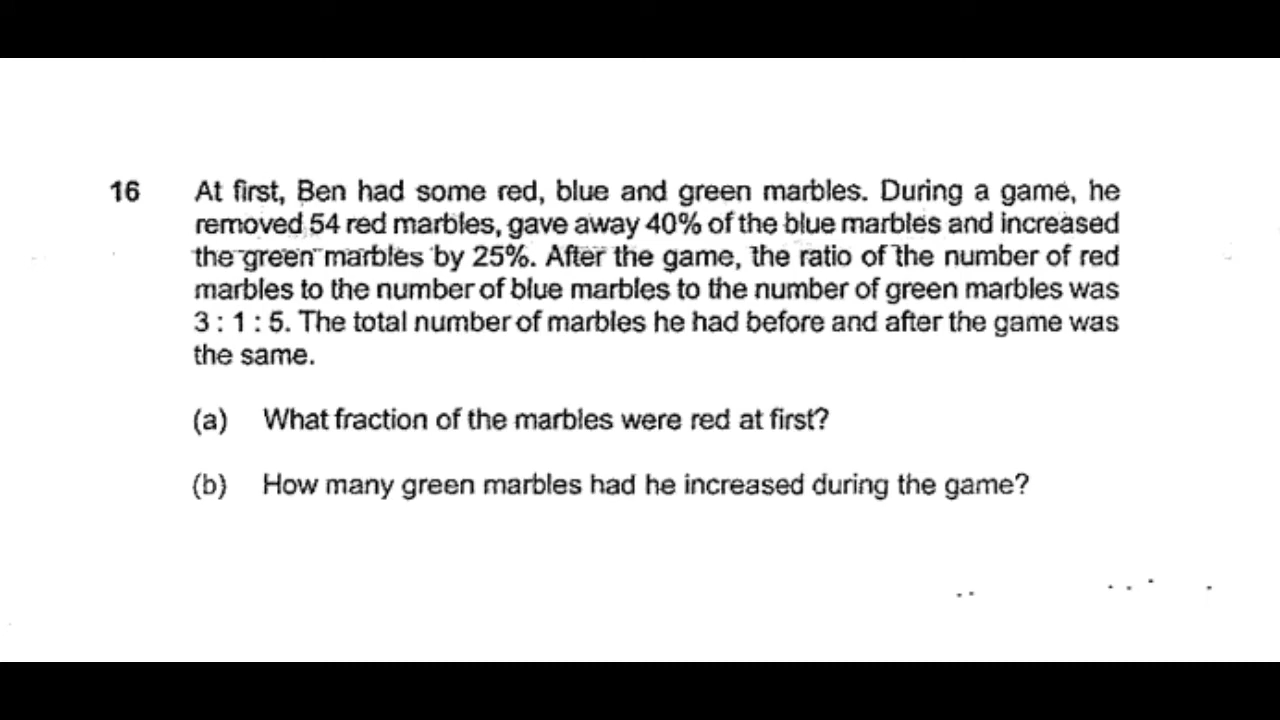 16 At first, Ben had some red, blue and green marbles. During a game, he
removed 54 red marbles, gave away 40% of the blue marbles and increased
the green marbles by 25%. After the game, the ratio of the number of red
marbles to the number of blue marbles to the number of green marbles was
3 : 1 : 5. The total number of marbles he had before and after the game was
the same.
(a) What fraction of the marbles were red at first?
(b) How many green marbles had he increased during the game?